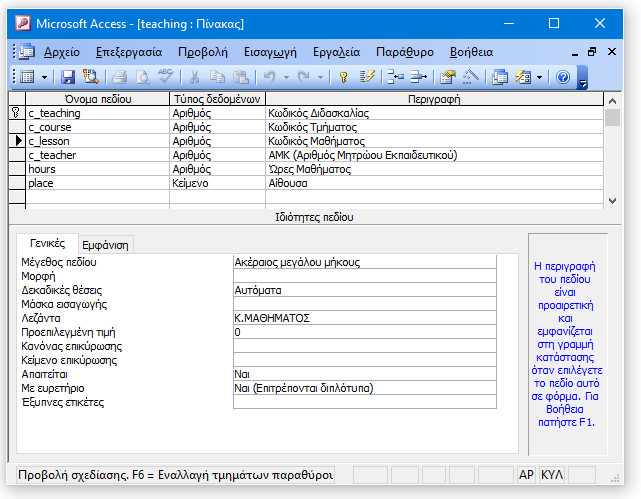 Microsoft Access - [teaching : Πίνακας]
Αρχείο Επεξεργασία Προβολή Εισαγωγή Εργαλεία Παράθυρο Βοήθεια
Όνομα πεδίου Τύπος δεδομένων Περιγραφή
c_teaching Αριθμός Κωδικός Διδασκαλίας
c_course Αριθμός Κωδικός Τμήματος
c_lesson Αριθμός Κωδικός Μαθήματος
c_teacher Αριθμός ΑΜΚ (Αριθμός Μητρώου Εκπαιδευτικού)
hours Αριθμός Ώρες Μαθήματος
place Κείμενο Αίθουσα
Ιδιότητες πεδίου
Γενικές Εμφάνιση
Μέγεθος πεδίου Ακέραιος μεγάλου μήκους
Μορφή
Δεκαδικές θέσεις Αυτόματα
Μάσκα εισαγωγής
Λεζάντα Κ.ΜΑΘΗΜΑΤΟΣ
Προεπιλεγμένη τιμή 0
Κανόνας επικύρωσης
Κείμενο επικύρωσης
Απαιτείται Ναι
Με ευρετήριο Ναι (Επιτρέπονται διπλότυπα)
Έξυπνες ετικέτες
Η περιγραφή
του πεδίου
είναι
προαιρετική
και
εμφανίζεται
στη γραμμή
κατάστασης
όταν επιλέγετε
το πεδίο αυτό
σε φόρμα. Για
Βοήθεια
πατήστε F1.
Προβολή σχεδίασης. F6 = Εναλλαγή τμημάτων παραθύρου ΑΡ ΚΥΛ